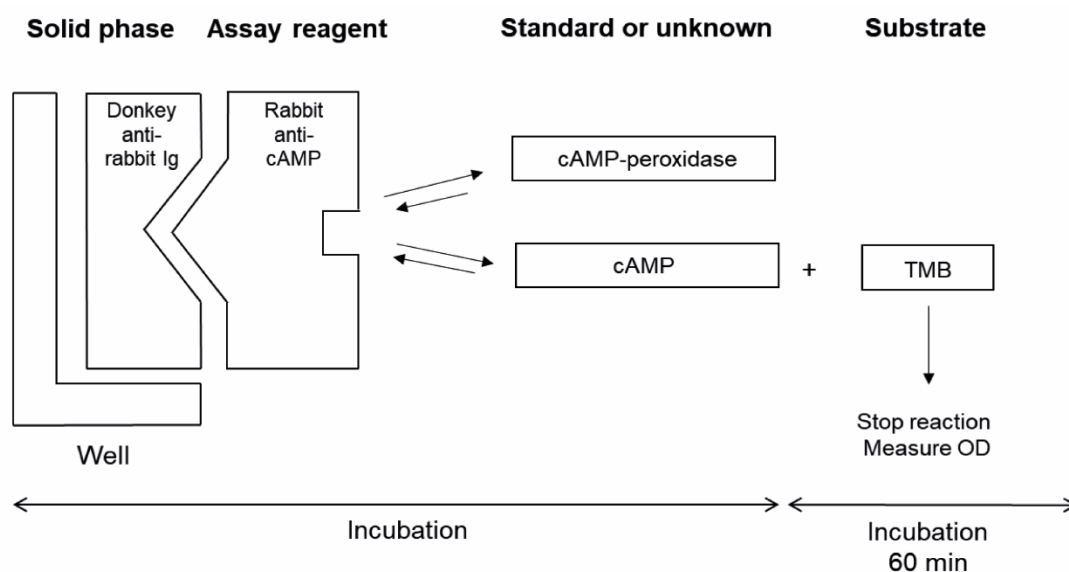 Solid phase
Assay reagent
Standard or unknown
Substrate
Donkey
anti-
rabbit Ig
Rabbit
anti-
cAMP
cAMP-peroxidase
cAMP
+
TMB
Stop reaction
Measure OD
Well
Incubation
Incubation
60 min